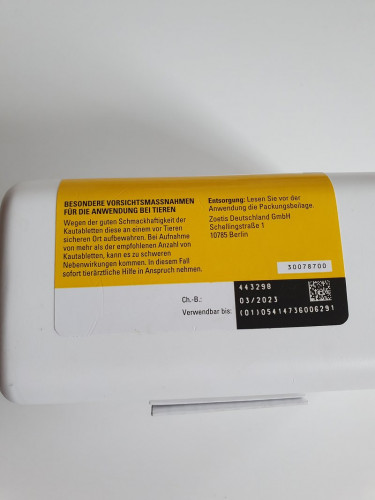 BESONDERE VORSICHTSMASSNAHMEN
FÜR DIE ANWENDUNG BEI TIEREN
Wegen der guten Schmackhaftigkeit der
Kautabletten diese an einem vor Tieren
sicheren Ort aufbewahren. Bei Aufnahme
von mehr als der empfohlenen Anzahl von
Kautabletten, kann es zu schweren
Nebenwirkungen kommen. In diesem Fall
sofort tierärztliche Hilfe in Anspruch nehmen.
Entsorgung: Lesen Sie vor der
Anwendung die Packungsbeilage.
Zoetis Deutschland GmbH
Schellingstraße 1
10785 Berlin
30078700
443298
Ch.-B.:
03/2023
Verwendbar bis:
(01)05414736006291